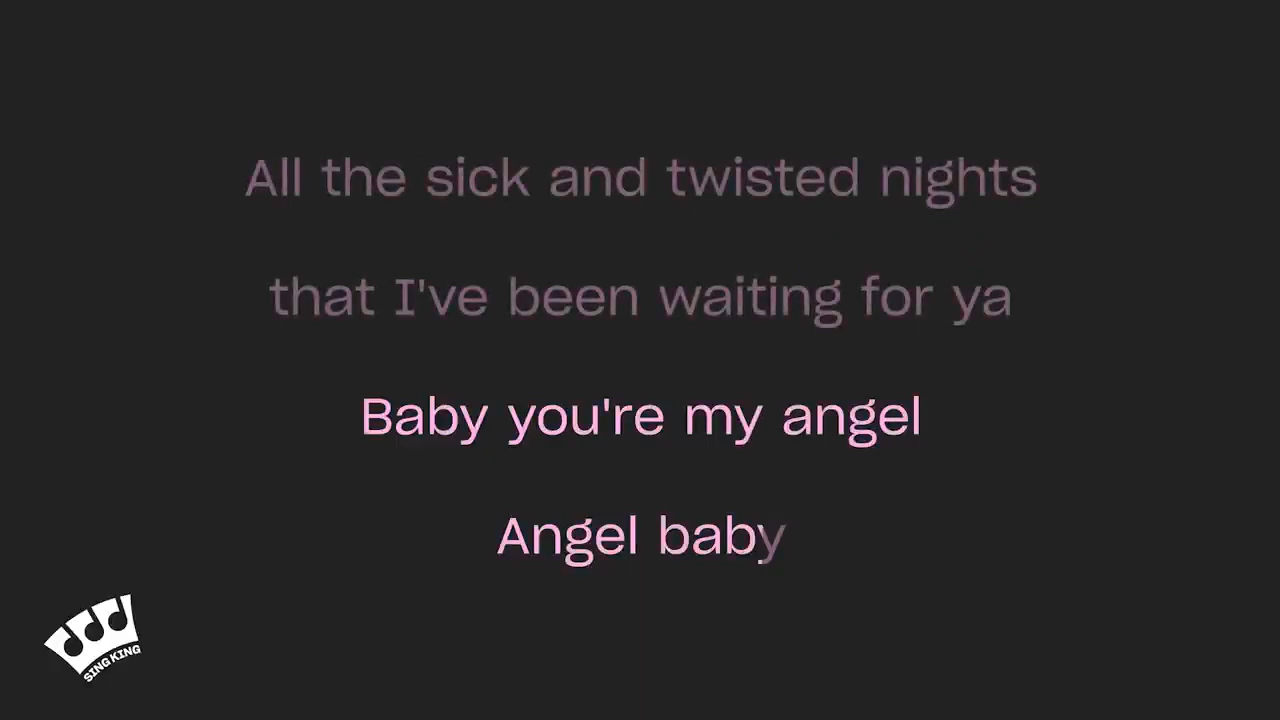 All the sick and twisted nights
that I've been waiting for ya
Baby you're my angel
Angel baby
SING KING